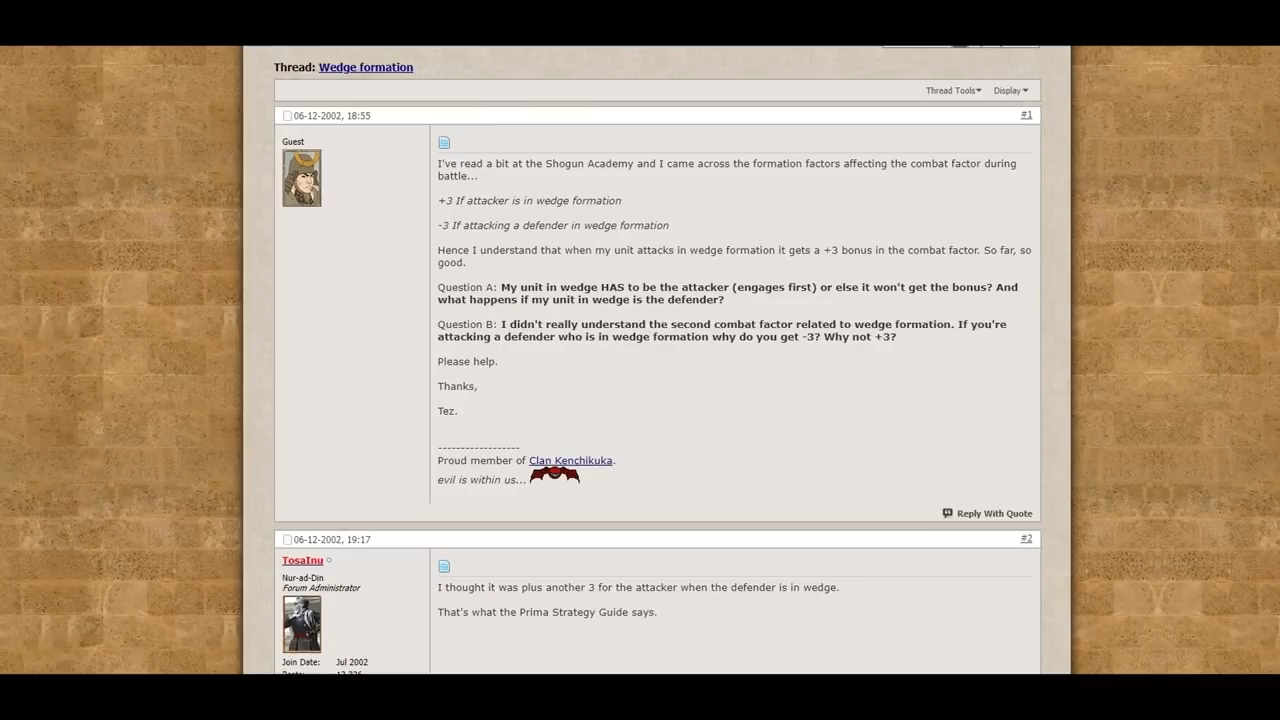 Thread: Wedge formation
Thread Tools Display
06-12-2002, 18:55 #1
Guest
I've read a bit at the Shogun Academy and I came across the formation factors affecting the combat factor during
battle...
+3 If attacker is in wedge formation
-3 If attacking a defender in wedge formation
Hence I understand that when my unit attacks in wedge formation it gets a +3 bonus in the combat factor. So far, so
good.
Question A: My unit in wedge HAS to be the attacker (engages first) or else it won't get the bonus? And
what happens if my unit in wedge is the defender?
Question B: I didn't really understand the second combat factor related to wedge formation. If you're
attacking a defender who is in wedge formation why do you get -3? Why not +3?
Please help.
Thanks,
Tez.
------------------
Proud member of Clan Kenchikuka.
evil is within us...
Reply With Quote
06-12-2002, 19:17 #2
TosaInu
Nur-ad-Din
Forum Administrator
I thought it was plus another 3 for the attacker when the defender is in wedge.
That's what the Prima Strategy Guide says.
Join Date: Jul 2002